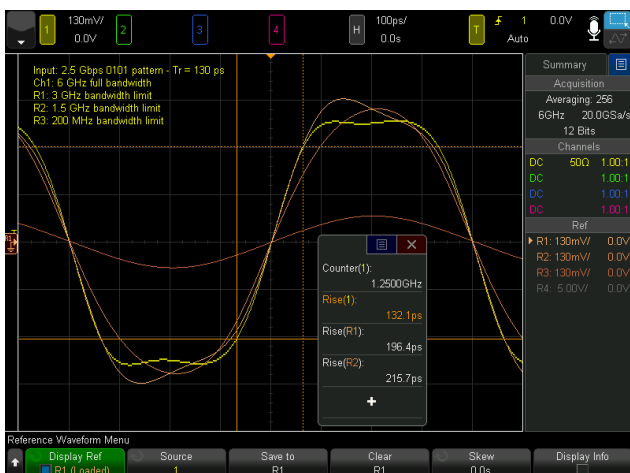 1
130mV/
0.0V
2
3
4
H
100ps/
0.0s
T
1
0.0V
Auto
Input: 2.5 Gbps 0101 pattern - Tr = 130 ps
Ch1: 6 GHz full bandwidth
R1: 3 GHz bandwidth limit
R2: 1.5 GHz bandwidth limit
R3: 200 MHz bandwidth limit
R1
Counter(1):
1.2500GHz
Rise(1):
132.1ps
Rise(R1):
196.4ps
Rise(R2):
215.7ps
Summary
Acquisition
Averaging: 256
6GHz 20.0GSa/s
12 Bits
Channels
DC 50Ω 1.00:1
DC 1.00:1
DC 1.00:1
DC 1.00:1
Ref
R1: 130mV/ 0.0V
R2: 130mV/ 0.0V
R3: 130mV/ 0.0V
R4: 5.00V/ 0.0V
Reference Waveform Menu
Display Ref
R1 (Loaded)
Source
1
Save to
R1
Clear
R1
Skew
0.0s
Display Info